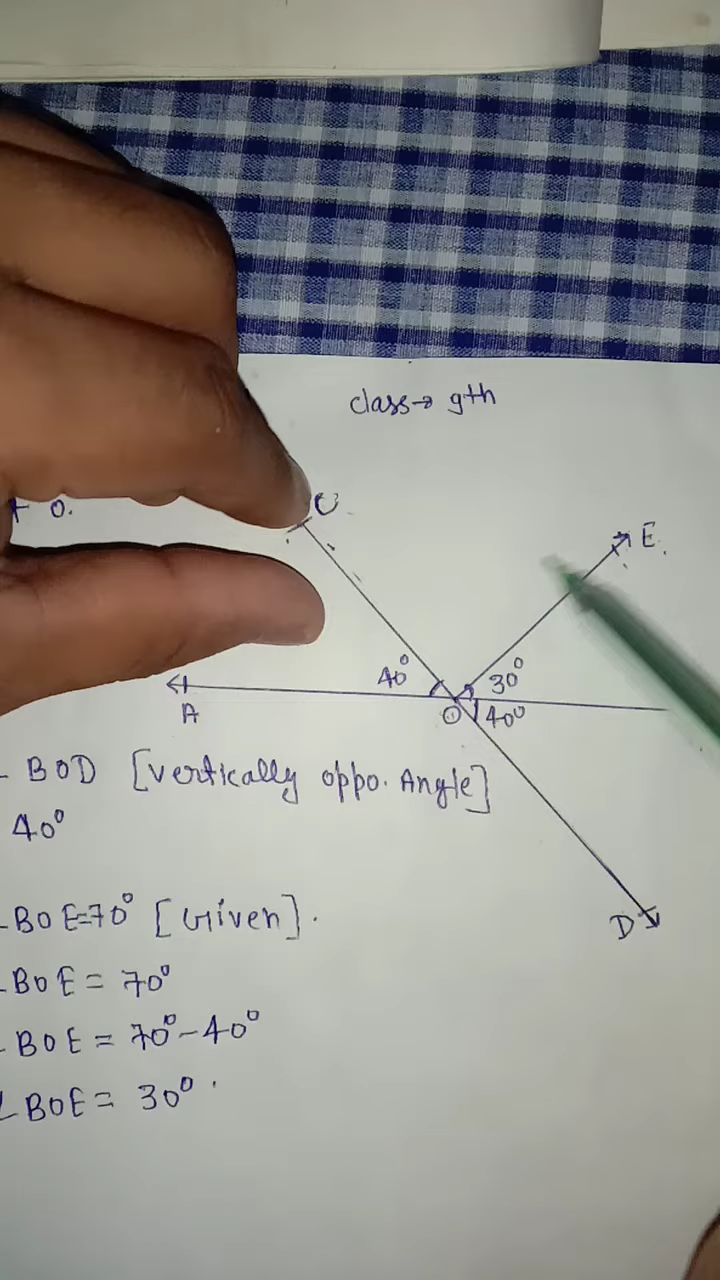 class→ 9th
t O.
C
E.
40° 30°
A O 40°
∠BOD [vertically oppo. Angle]
40°
∠BOE=70° [Given].
D
∠BOE = 70°
∠BOE = 70°-40°
∠BOE = 30°.